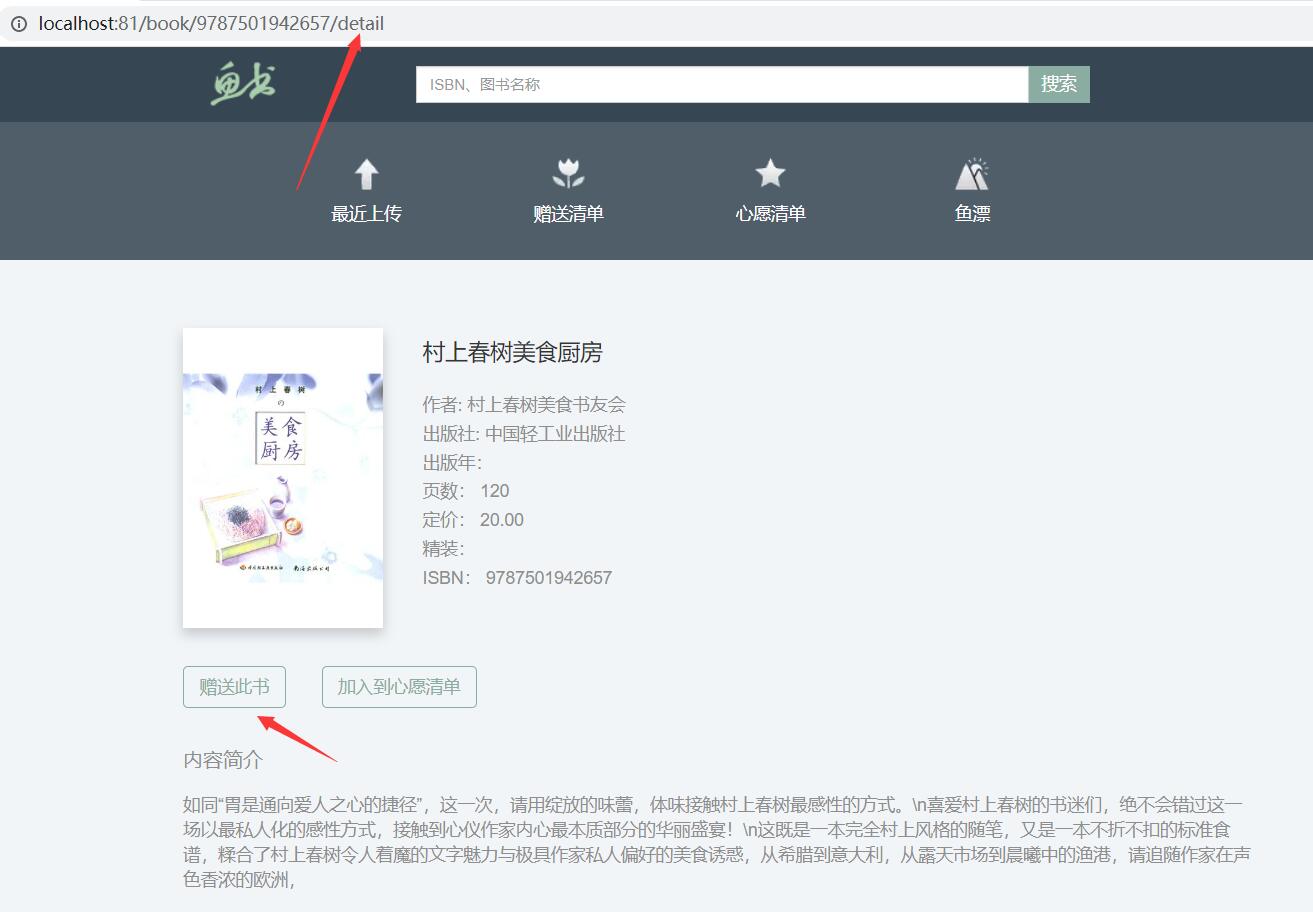 localhost:81/book/9787501942657/detail
鱼书
ISBN、图书名称
搜索
最近上传
赠送清单
心愿清单
鱼漂
村上春树美食厨房
作者: 村上春树美食书友会
出版社: 中国轻工业出版社
出版年：
页数： 120
定价： 20.00
精装：
ISBN： 9787501942657
村上春树
の
美食
厨房
赠送此书
加入到心愿清单
内容简介
如同“胃是通向爱人之心的捷径”，这一次，请用绽放的味蕾，体味接触村上春树最感性的方式。\n喜爱村上春树的书迷们，绝不会错过这一
场以最私人化的感性方式，接触到心仪作家内心最本质部分的华丽盛宴！\n这既是一本完全村上风格的随笔，又是一本不折不扣的标准食
谱，糅合了村上春树令人着魔的文字魅力与极具作家私人偏好的美食诱惑，从希腊到意大利，从露天市场到晨曦中的渔港，请追随作家在声
色香浓的欧洲，